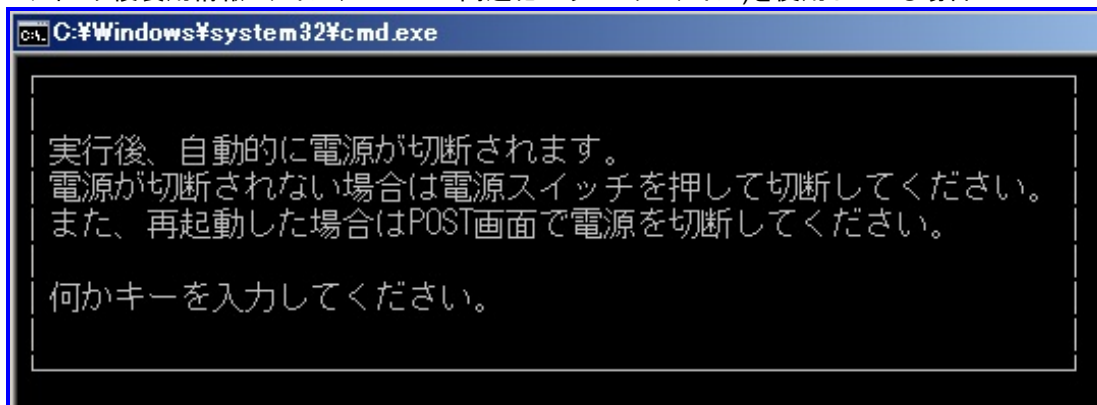 C:¥Windows¥system32¥cmd.exe
実行後、自動的に電源が切断されます。
電源が切断されない場合は電源スイッチを押して切断してください。
また、再起動した場合はPOST画面で電源を切断してください。
何かキーを入力してください。